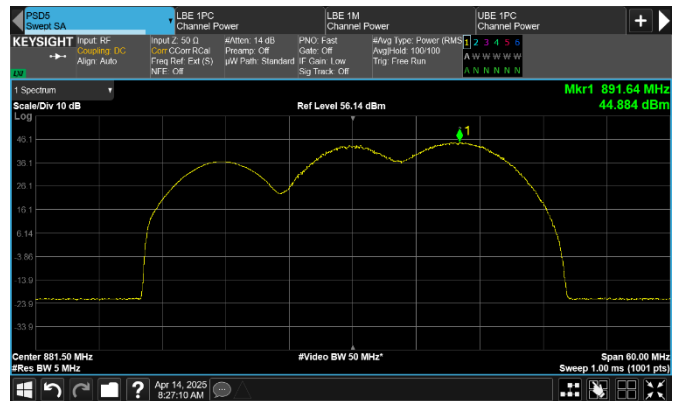 PSD5
Swept SA
LBE 1PC
Channel Power
LBE 1M
Channel Power
UBE 1PC
Channel Power
KEYSIGHT
Input: RF
Coupling: DC
Align: Auto
Input Z: 50 Ω
Corr CCorr RCal
Freq Ref: Ext (S)
NFE: Off
#Atten: 14 dB
Preamp: Off
µW Path: Standard
PNO: Fast
Gate: Off
IF Gain: Low
Sig Track: Off
#Avg Type: Power (RMS)
Avg|Hold: 100/100
Trig: Free Run
1 2 3 4 5 6
A W W W W W
A N N N N N
LXI
1 Spectrum
Scale/Div 10 dB
Ref Level 56.14 dBm
Mkr1 891.64 MHz
44.884 dBm
Log
1
46.1
36.1
26.1
16.1
6.14
-3.86
-13.9
-23.9
-33.9
Center 881.50 MHz
#Res BW 5 MHz
#Video BW 50 MHz*
Span 60.00 MHz
Sweep 1.00 ms (1001 pts)
?
Apr 14, 2025
8:27:10 AM